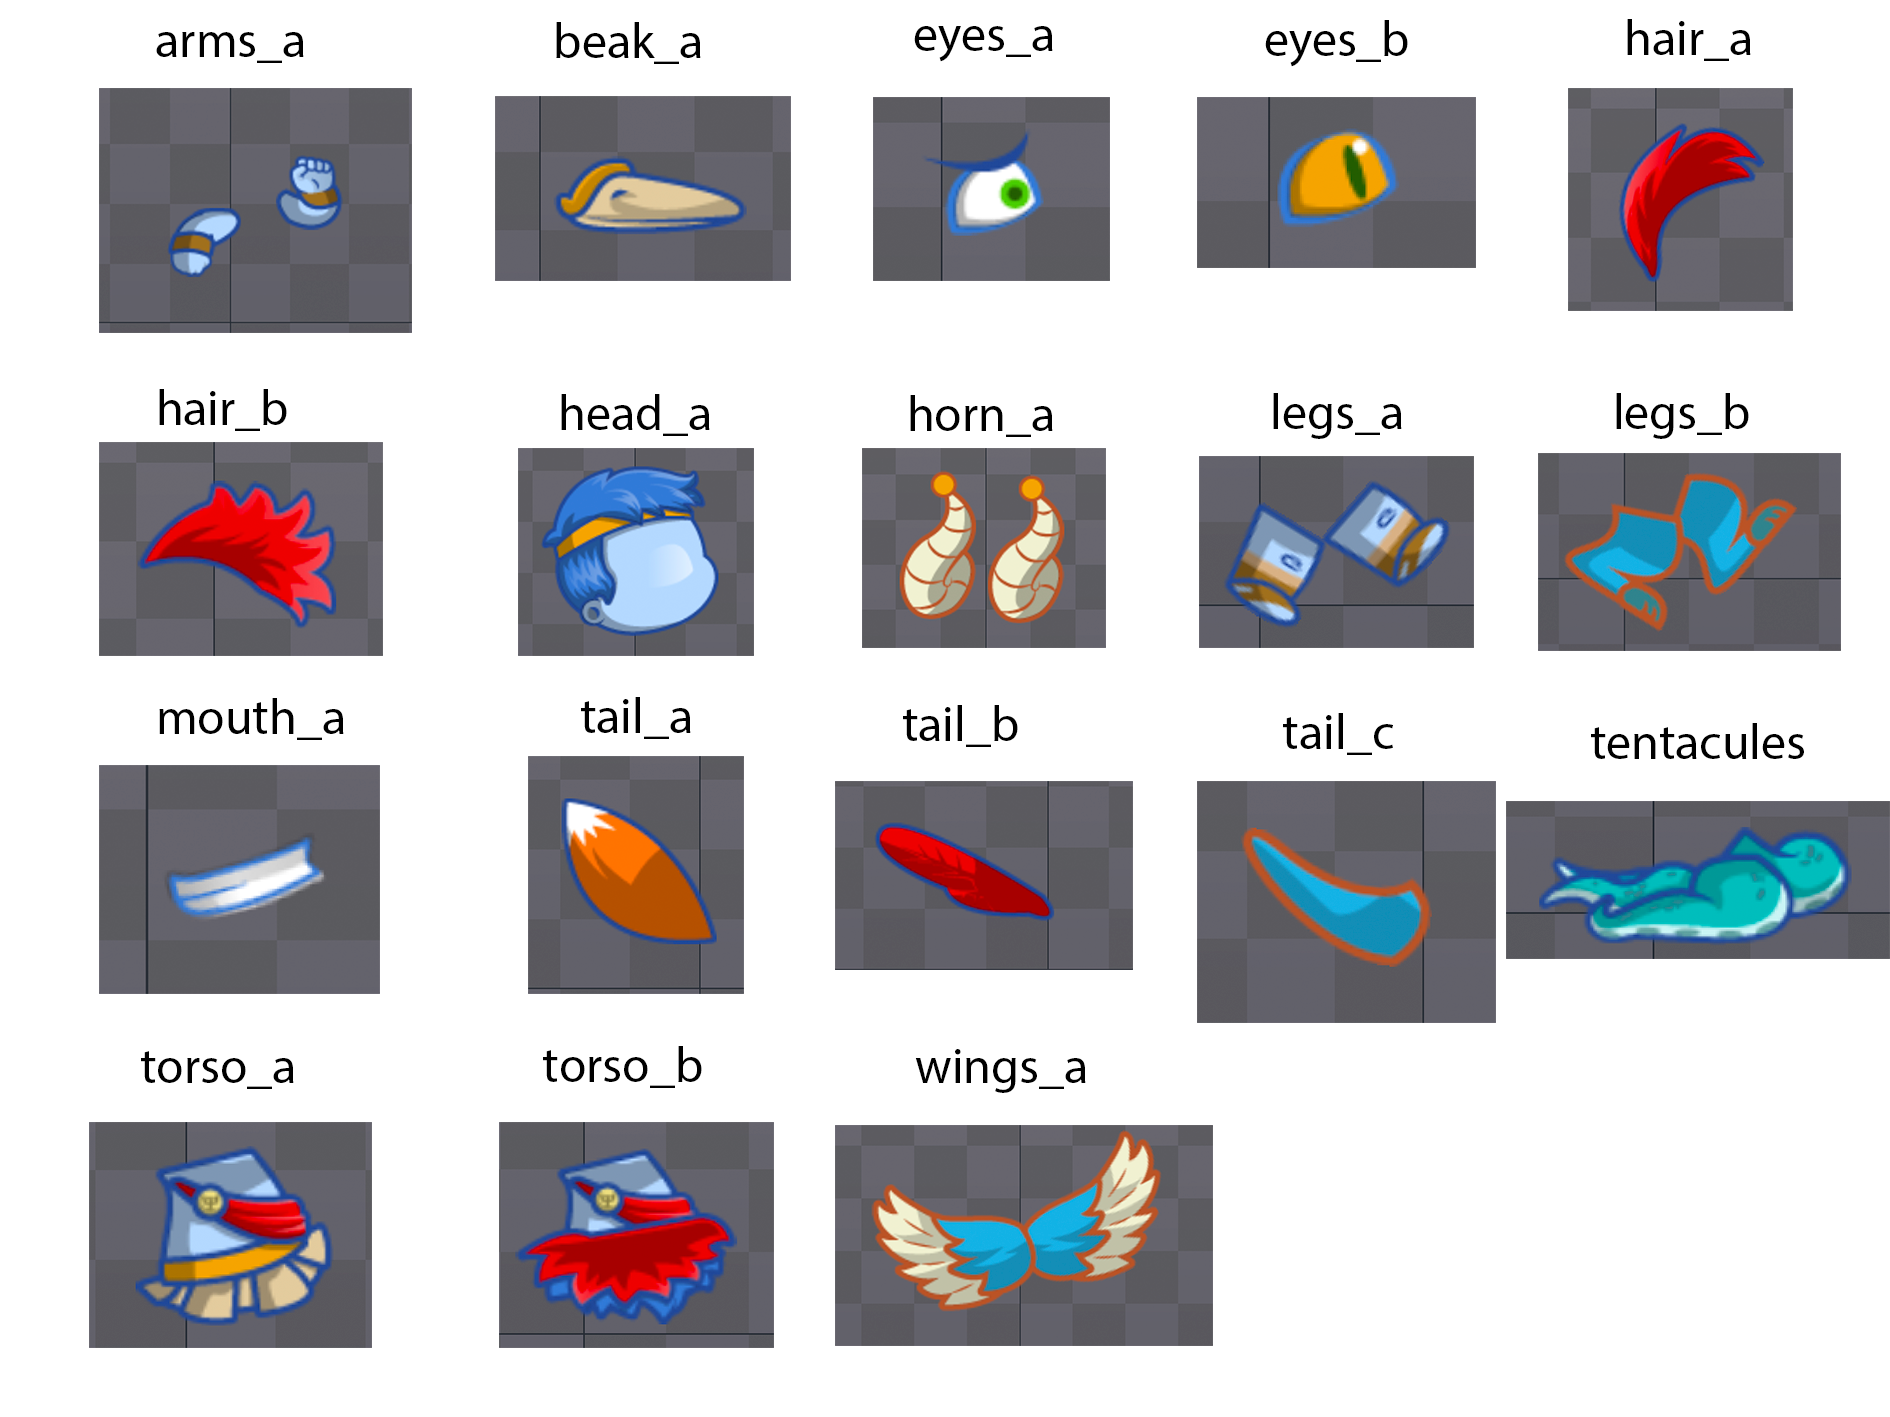 arms_a
beak_a
eyes_a
eyes_b
hair_a
hair_b
head_a
horn_a
legs_a
legs_b
mouth_a
tail_a
tail_b
tail_c
tentacules
torso_a
torso_b
wings_a